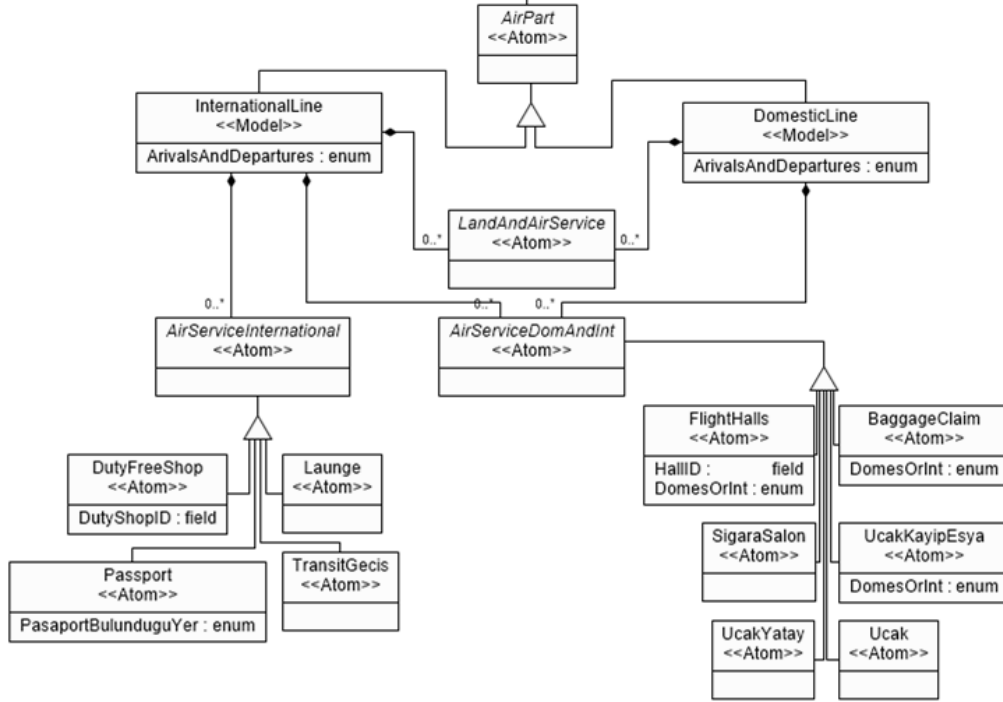 AirPart
<<Atom>>
InternationalLine
<<Model>>
ArivalsAndDepartures : enum
DomesticLine
<<Model>>
ArivalsAndDepartures : enum
LandAndAirService
<<Atom>>
0..*
0..*
0..*
0..*
0..*
AirServiceInternational
<<Atom>>
AirServiceDomAndInt
<<Atom>>
FlightHalls
<<Atom>>
HallID : field
DomesOrInt : enum
BaggageClaim
<<Atom>>
DomesOrInt : enum
DutyFreeShop
<<Atom>>
DutyShopID : field
Launge
<<Atom>>
SigaraSalon
<<Atom>>
UcakKayipEsya
<<Atom>>
DomesOrInt : enum
Passport
<<Atom>>
PasaportBulunduguYer : enum
TransitGecis
<<Atom>>
UcakYatay
<<Atom>>
Ucak
<<Atom>>